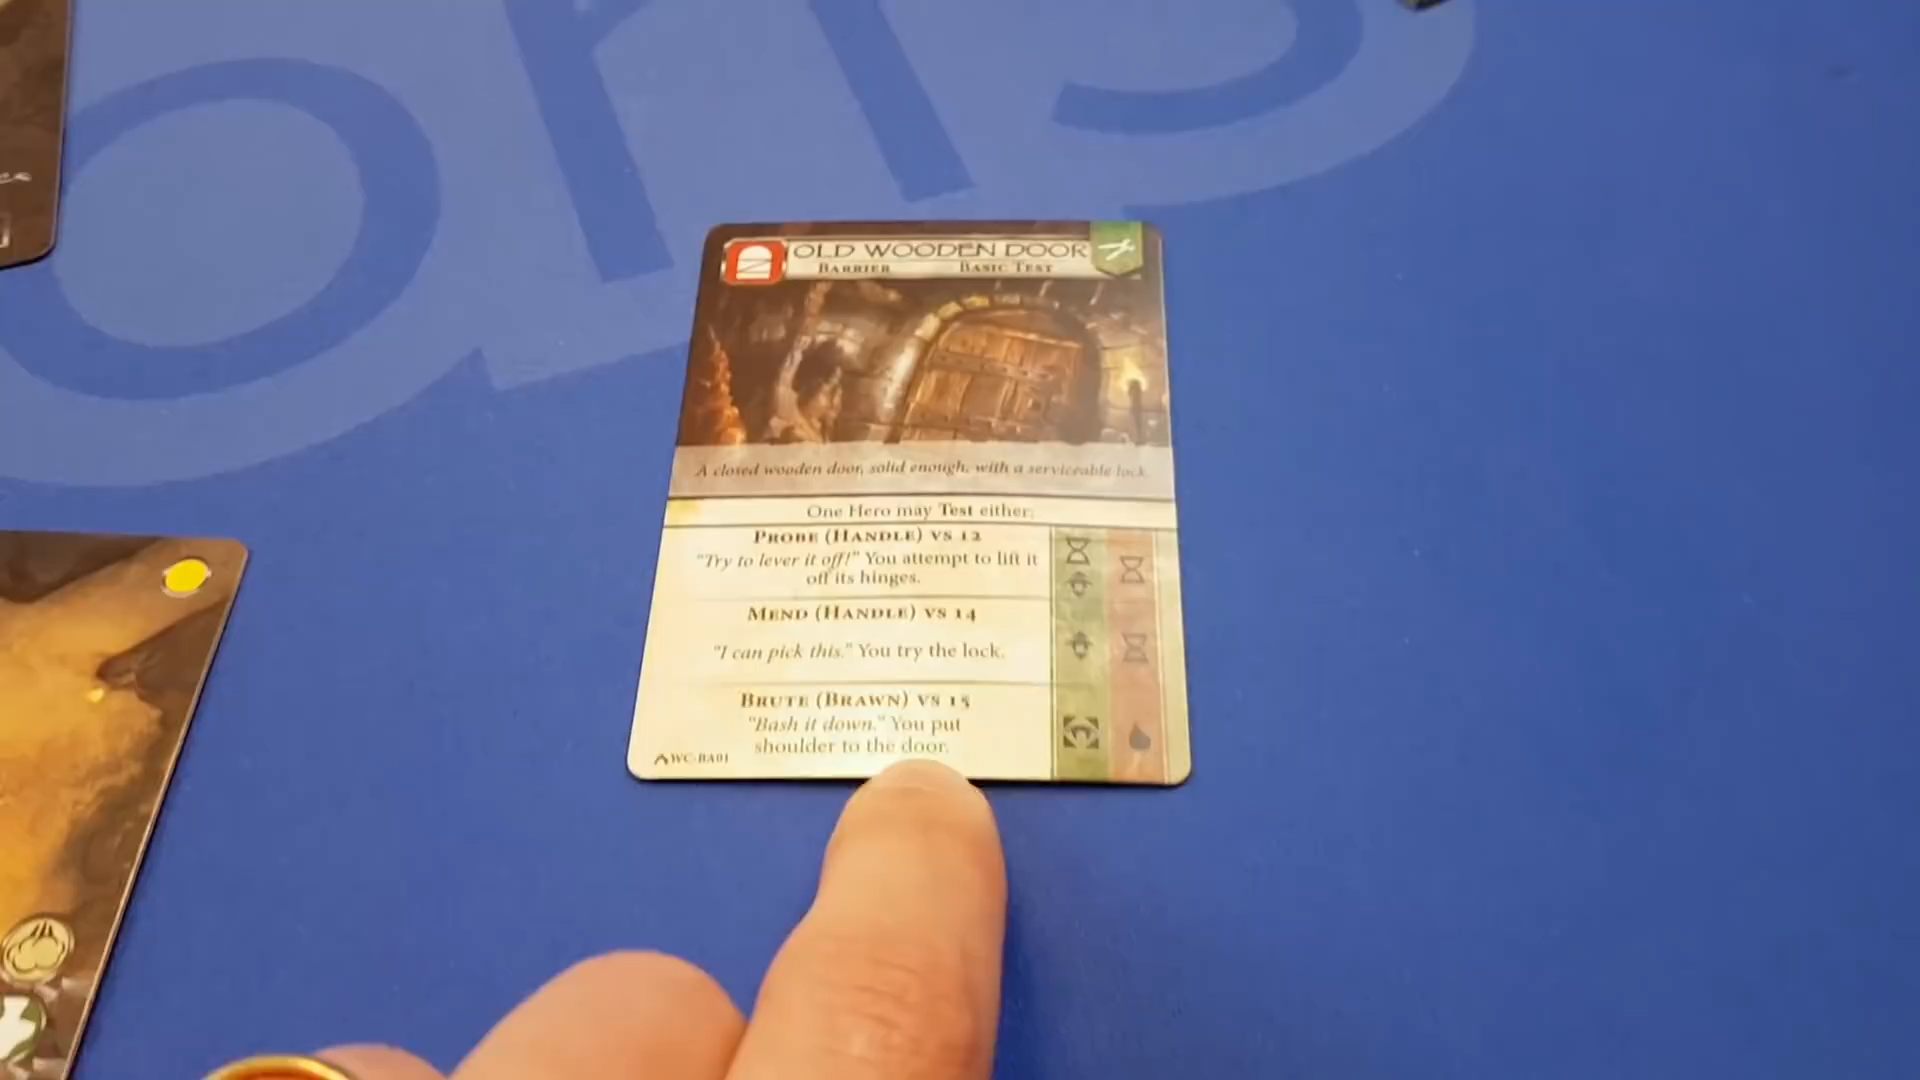 OLD WOODEN DOOR
BARRIER BASIC TEST
A closed wooden door, solid enough, with a serviceable lock.
One Hero may Test either:
PROBE (HANDLE) VS 12
"Try to lever it off!" You attempt to lift it
off its hinges.
MEND (HANDLE) VS 14
"I can pick this." You try the lock.
BRUTE (BRAWN) VS 15
"Bash it down." You put
shoulder to the door.
WC-BA01